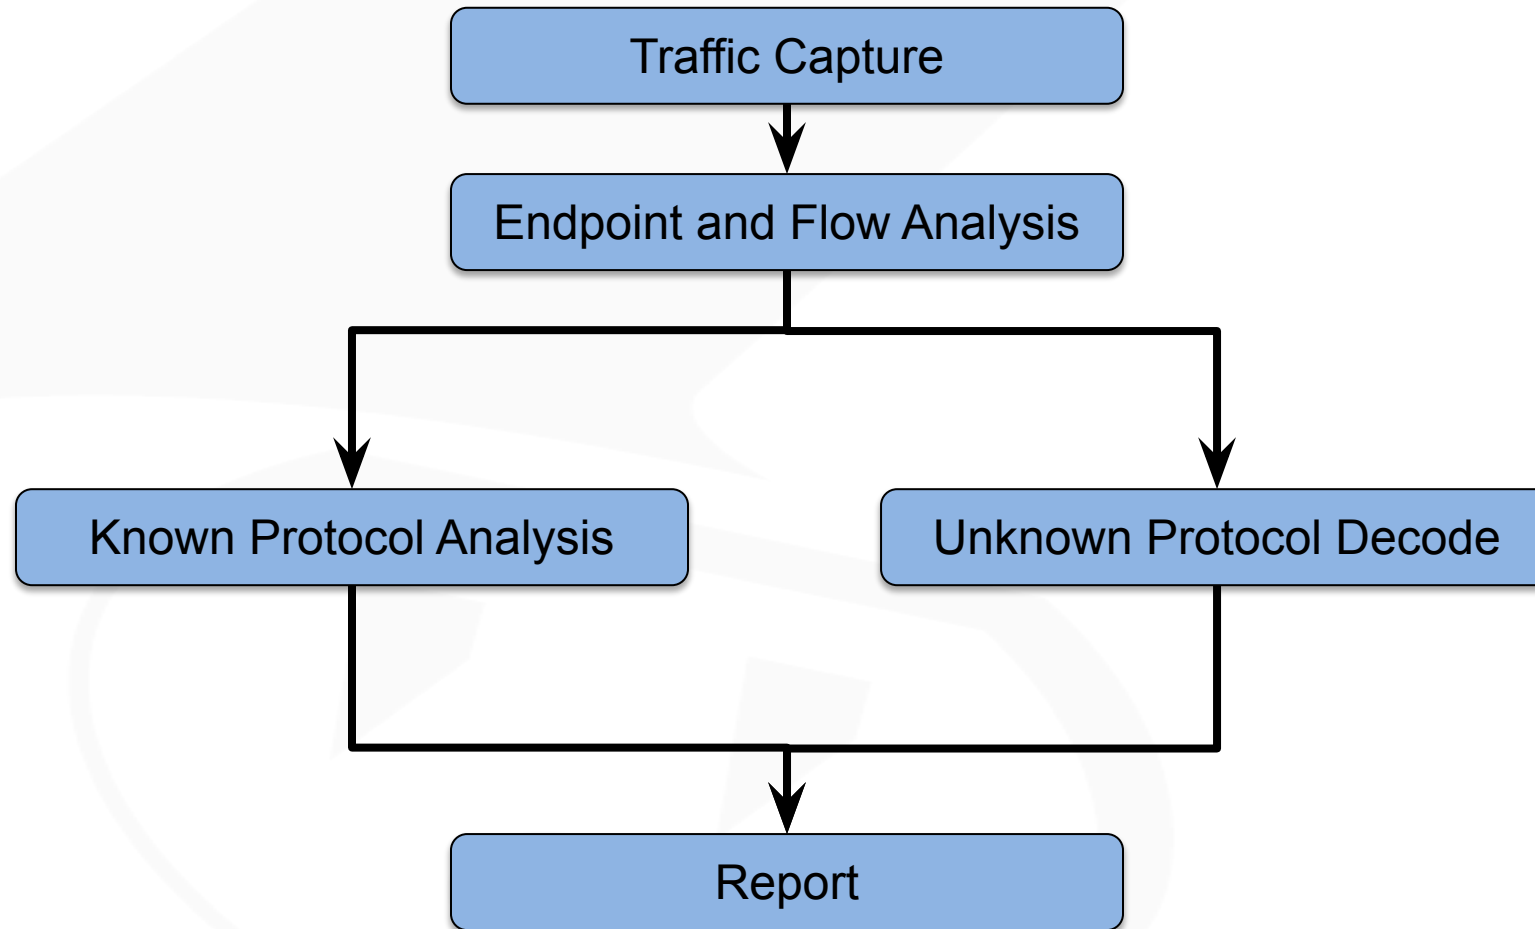 Traffic Capture
Endpoint and Flow Analysis
Known Protocol Analysis
Unknown Protocol Decode
Report